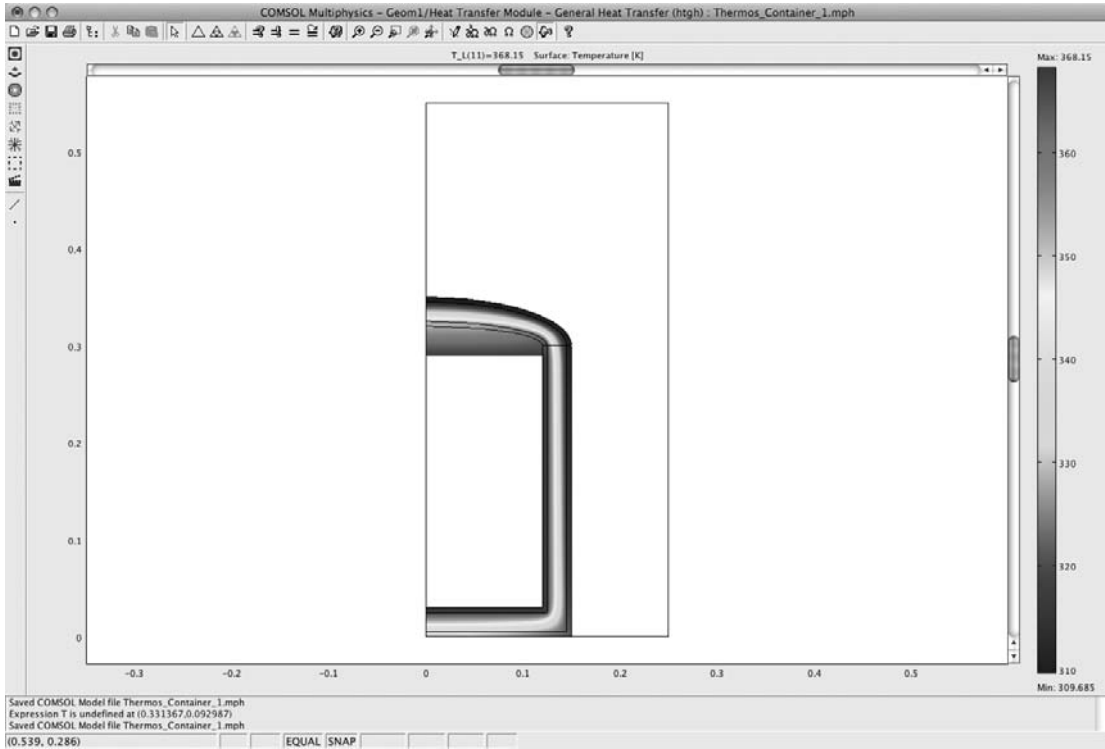 COMSOL Multiphysics – Geom1/Heat Transfer Module – General Heat Transfer (htgh) : Thermos_Container_1.mph
T_L(11)=368.15 Surface: Temperature [K]
Max: 368.15
0.5
0.4
0.3
0.2
0.1
0
-0.3
-0.2
-0.1
0
0.1
0.2
0.3
0.4
0.5
360
350
340
330
320
310
Min: 309.685
Saved COMSOL Model file Thermos_Container_1.mph
Expression T is undefined at (0.331367,0.092987)
Saved COMSOL Model file Thermos_Container_1.mph
(0.539, 0.286)
EQUAL
SNAP